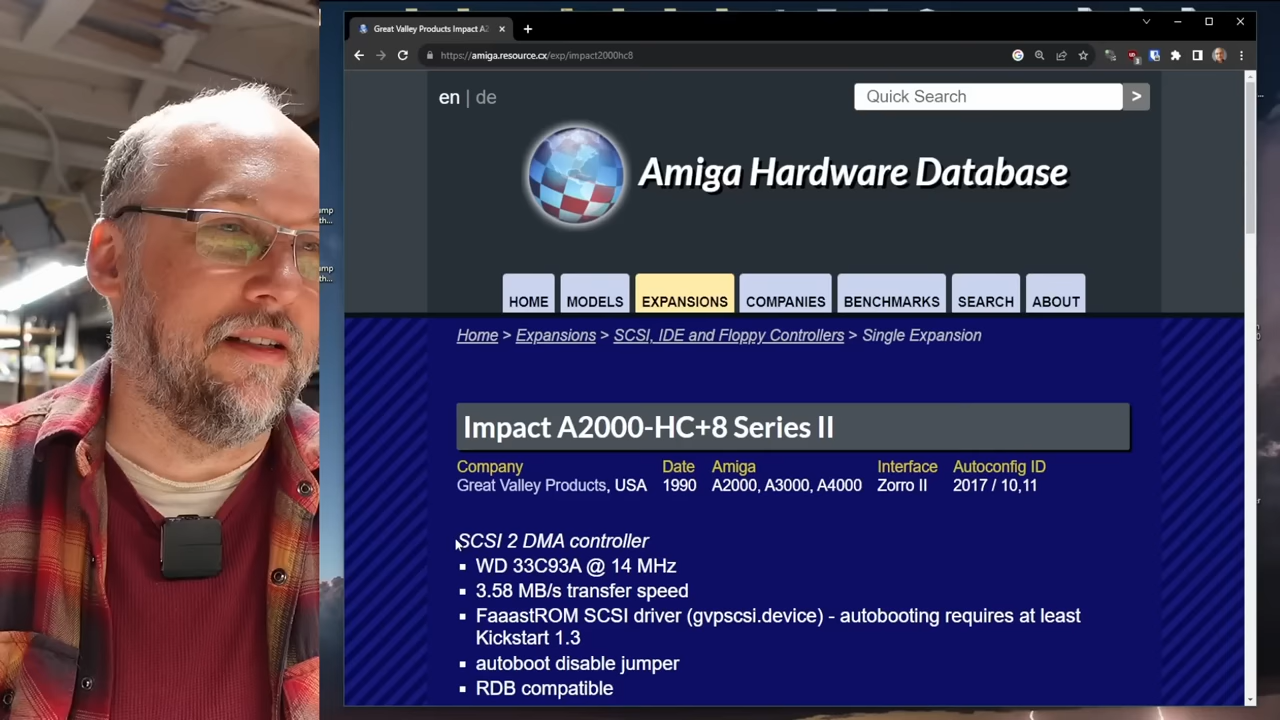 Great Valley Products Impact A2
https://amiga.resource.cx/exp/impact2000hc8
en | de
Quick Search
>
Amiga Hardware Database
HOME
MODELS
EXPANSIONS
COMPANIES
BENCHMARKS
SEARCH
ABOUT
Home > Expansions > SCSI, IDE and Floppy Controllers > Single Expansion
Impact A2000-HC+8 Series II
Company Date Amiga Interface Autoconfig ID
Great Valley Products, USA 1990 A2000, A3000, A4000 Zorro II 2017 / 10,11
SCSI 2 DMA controller
WD 33C93A @ 14 MHz
3.58 MB/s transfer speed
FaaastROM SCSI driver (gvpscsi.device) - autobooting requires at least
Kickstart 1.3
autoboot disable jumper
RDB compatible